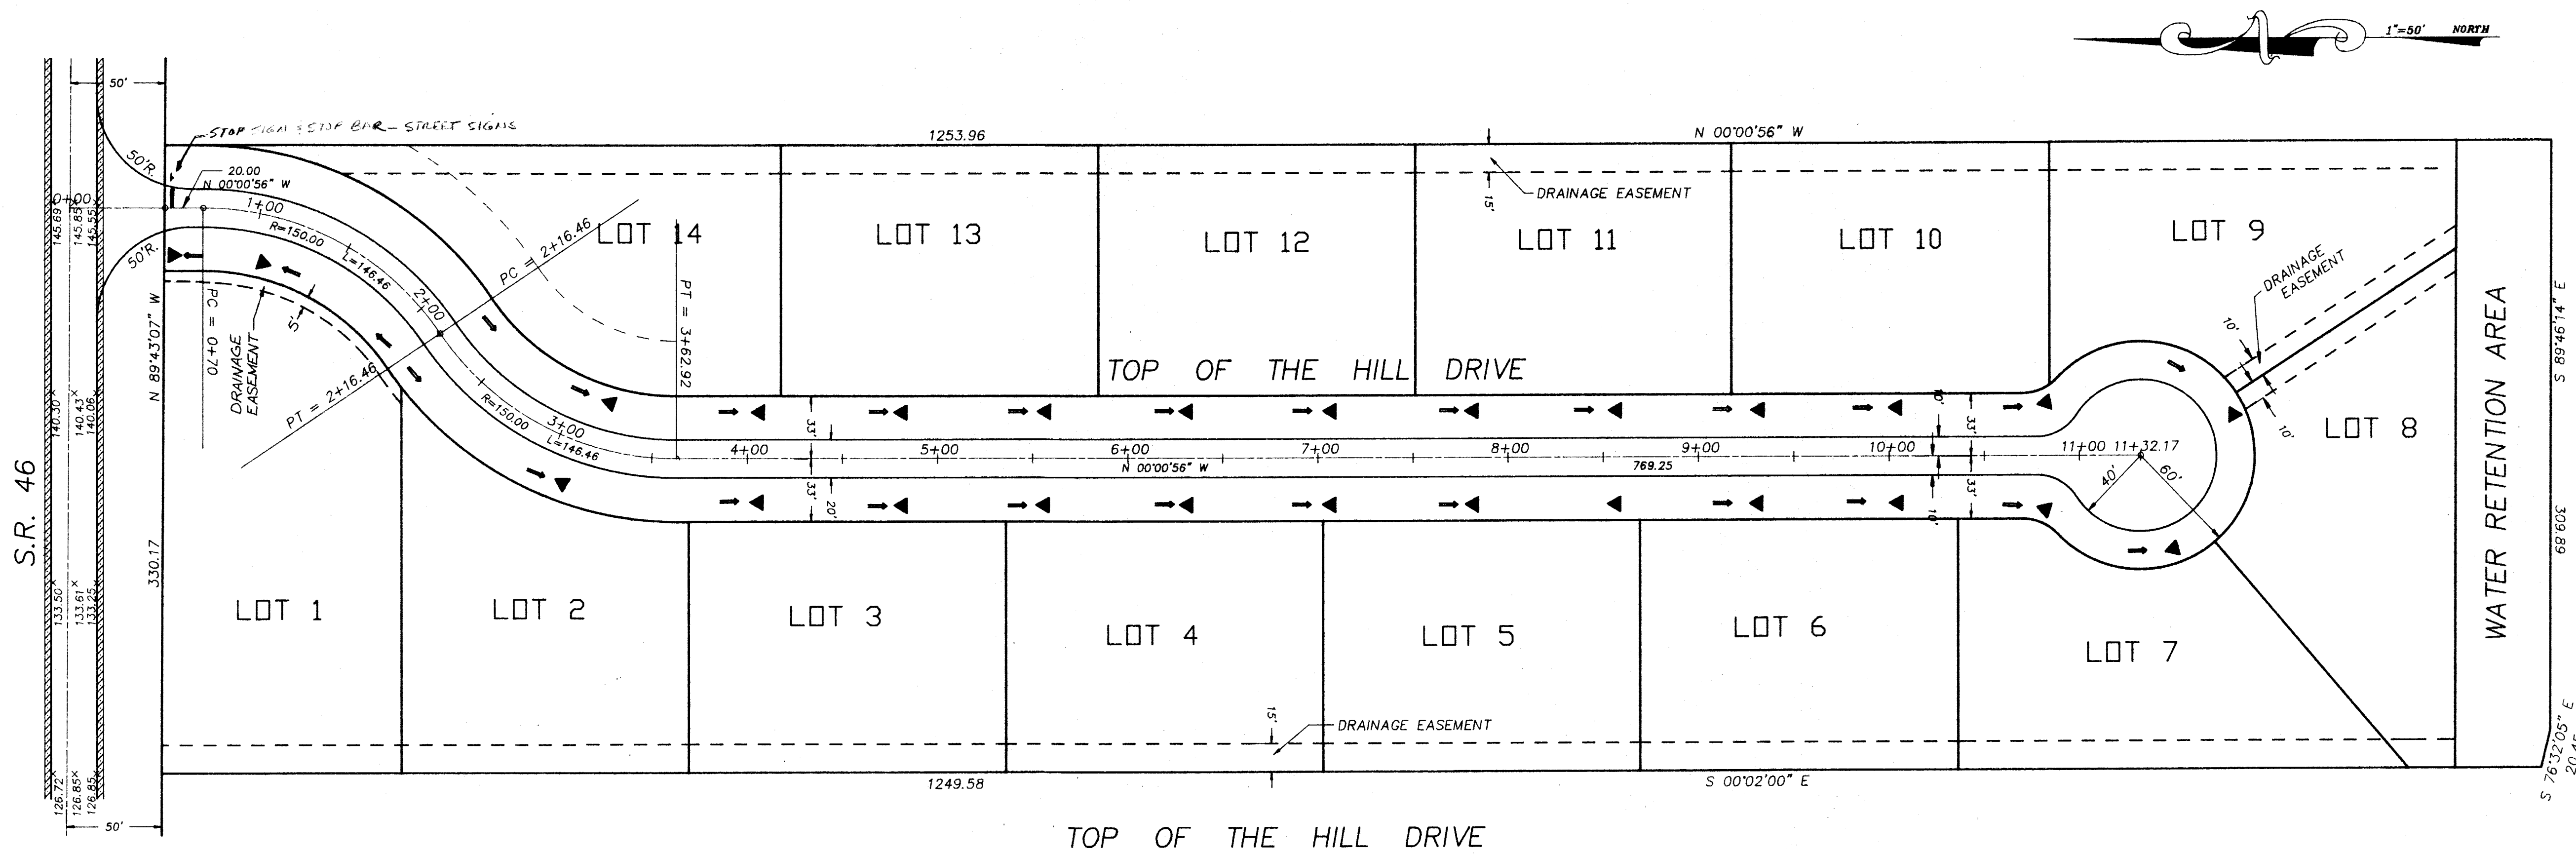 1"=50' NORTH
50'
STOP SIGN & STOP BAR - STREET SIGNS
1253.96
N 00°00'56" W
50'R.
20.00
N 00°00'56" W
0+00
1+00
145.69
145.85
145.55
15'
DRAINAGE EASEMENT
LOT 14
LOT 13
LOT 12
LOT 11
LOT 10
LOT 9
R=150.00
L=146.46
2+00
PC = 2+16.46
50'R.
DRAINAGE
EASEMENT
PC = 0+70
5'
DRAINAGE
EASEMENT
PT = 2+16.46
PT = 3+62.92
N 89°43'07" W
330.17
TOP OF THE HILL DRIVE
10'
10'
WATER RETENTION AREA
S 89°46'14" E
309.89
140.30
140.43
140.06
R=150.00
3+00
L=146.46
33'
33'
20'
4+00
5+00
6+00
7+00
8+00
9+00
10+00
11+00
11+32.17
N 00°00'56" W
769.25
10'
10'
33'
33'
40'
60'
LOT 8
S.R. 46
133.50
133.61
133.25
LOT 1
LOT 2
LOT 3
LOT 4
LOT 5
LOT 6
LOT 7
15'
DRAINAGE EASEMENT
126.72
126.85
126.85
50'
1249.58
S 00°02'00" E
S 76°32'05" E
20.45
TOP OF THE HILL DRIVE